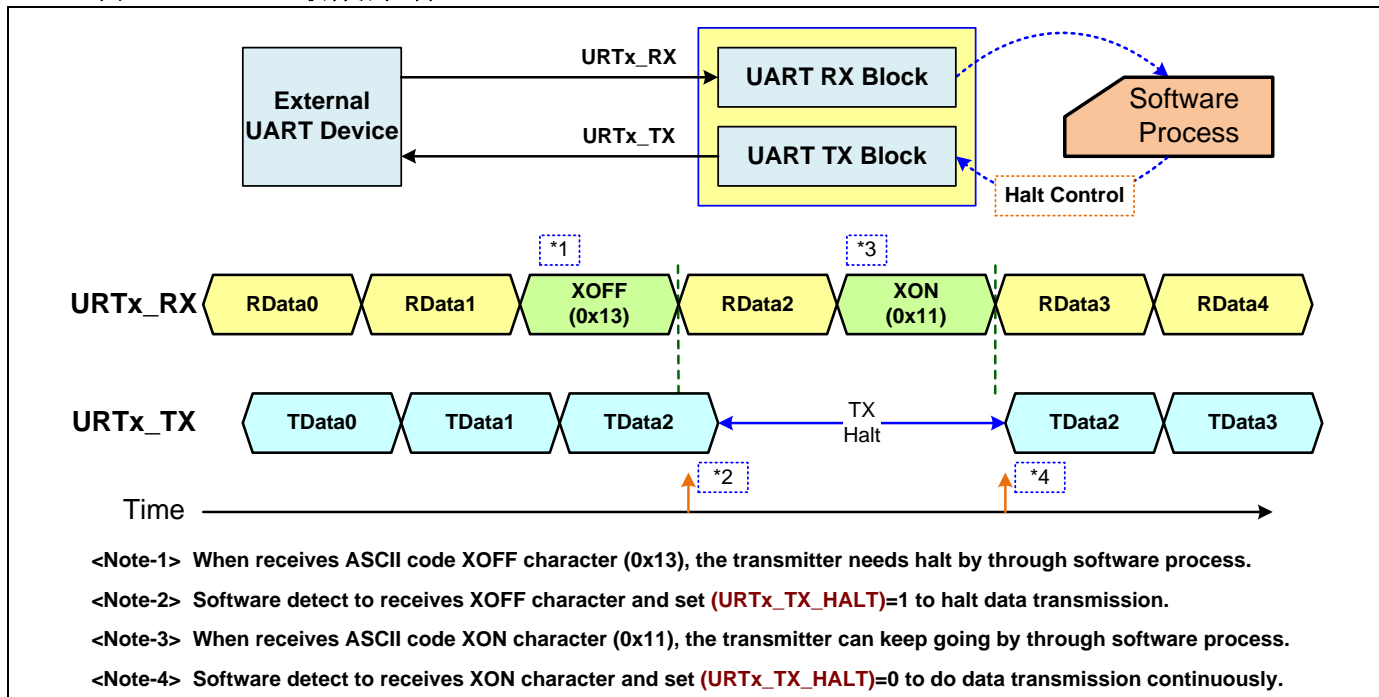 URTx_RX
External
UART Device
UART RX Block
Software
Process
URTx_TX
UART TX Block
Halt Control
*1
*3
URTx_RX
RData0
RData1
XOFF
(0x13)
RData2
XON
(0x11)
RData3
RData4
URTx_TX
TData0
TData1
TData2
TX
Halt
TData2
TData3
*2
*4
Time
<Note-1> When receives ASCII code XOFF character (0x13), the transmitter needs halt by through software process.
<Note-2> Software detect to receives XOFF character and set (URTx_TX_HALT)=1 to halt data transmission.
<Note-3> When receives ASCII code XON character (0x11), the transmitter can keep going by through software process.
<Note-4> Software detect to receives XON character and set (URTx_TX_HALT)=0 to do data transmission continuously.